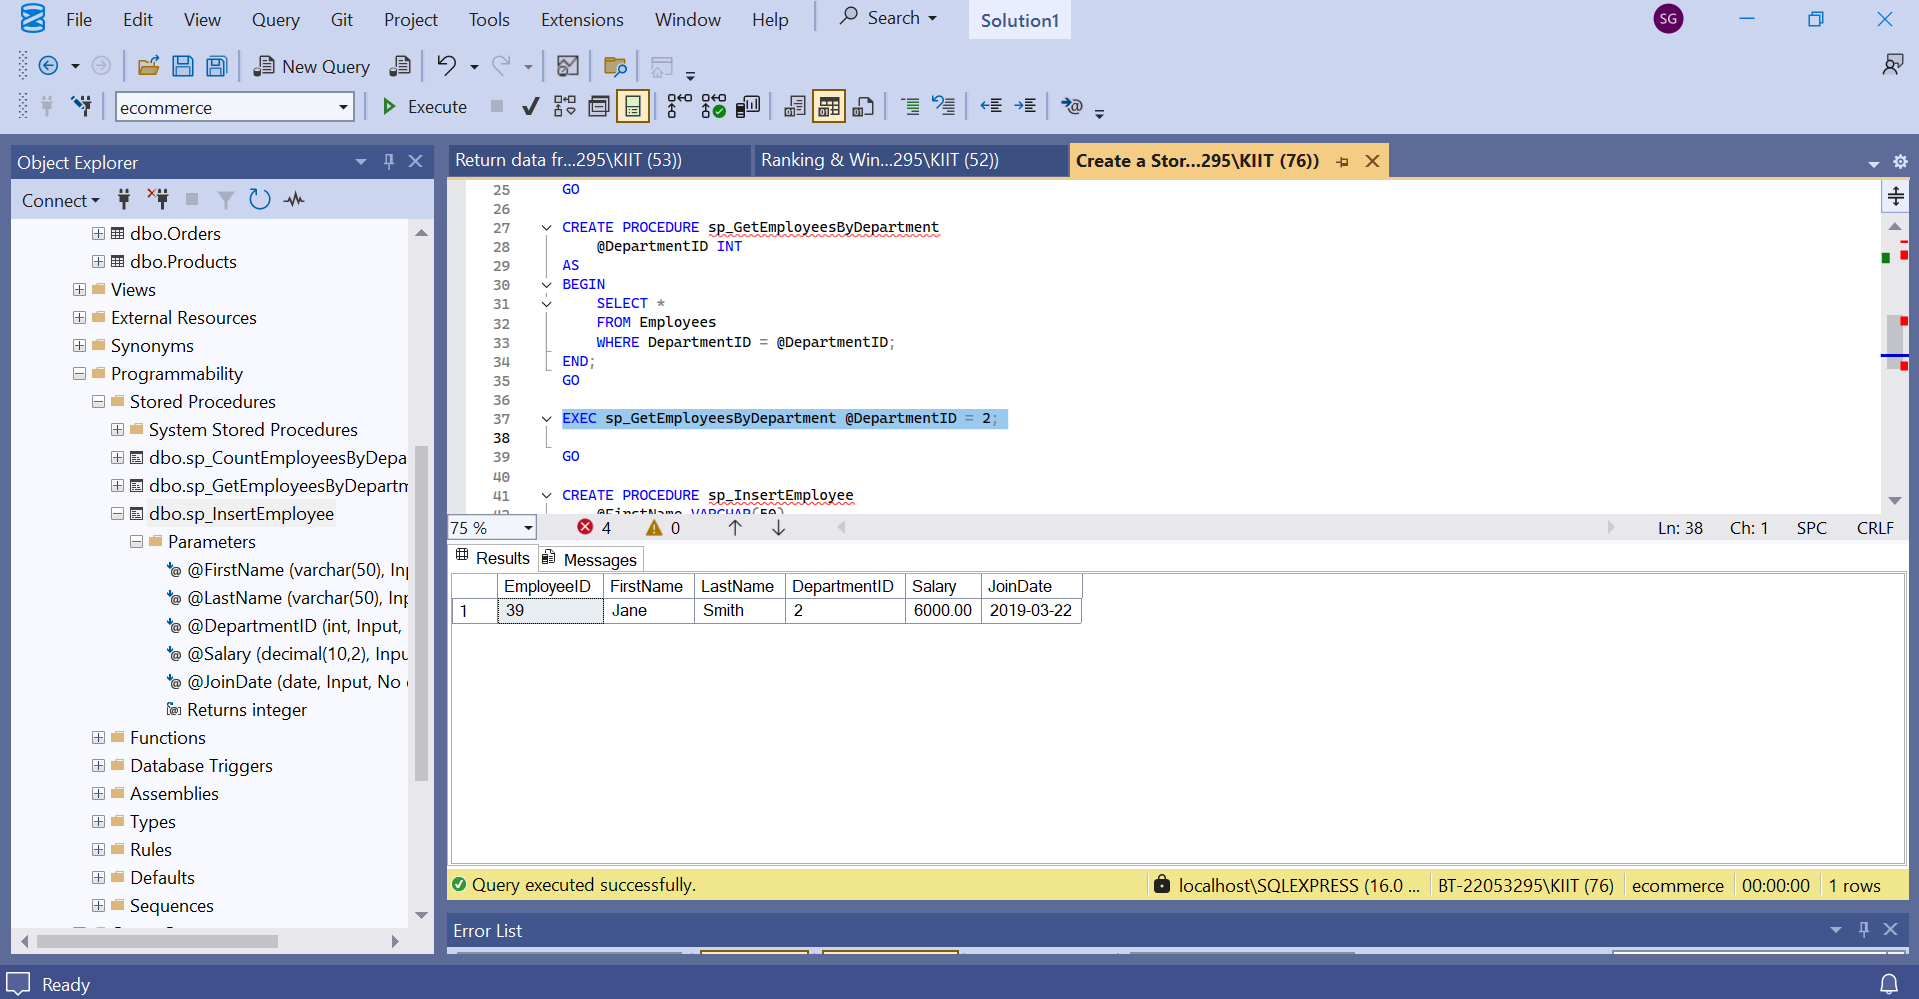 File Edit View Query Git Project Tools Extensions Window Help Search Solution1 SG
New Query
ecommerce Execute
Object Explorer
Connect
dbo.Orders
dbo.Products
Views
External Resources
Synonyms
Programmability
Stored Procedures
System Stored Procedures
dbo.sp_CountEmployeesByDepa
dbo.sp_GetEmployeesByDepartm
dbo.sp_InsertEmployee
Parameters
@FirstName (varchar(50), Inp
@LastName (varchar(50), Inp
@DepartmentID (int, Input,
@Salary (decimal(10,2), Inpu
@JoinDate (date, Input, No
Returns integer
Functions
Database Triggers
Assemblies
Types
Rules
Defaults
Sequences
Return data fr...295\KIIT (53)) Ranking & Win...295\KIIT (52)) Create a Stor...295\KIIT (76))
25 GO
26
27 CREATE PROCEDURE sp_GetEmployeesByDepartment
28 @DepartmentID INT
29 AS
30 BEGIN
31 SELECT *
32 FROM Employees
33 WHERE DepartmentID = @DepartmentID;
34 END;
35 GO
36
37 EXEC sp_GetEmployeesByDepartment @DepartmentID = 2;
38
39 GO
40
41 CREATE PROCEDURE sp_InsertEmployee
42 @FirstName VARCHAR(50)
75 % 4 0 Ln: 38 Ch: 1 SPC CRLF
Results Messages
EmployeeID FirstName LastName DepartmentID Salary JoinDate
1 39 Jane Smith 2 6000.00 2019-03-22
Query executed successfully. localhost\SQLEXPRESS (16.0 ... BT-22053295\KIIT (76) ecommerce 00:00:00 1 rows
Error List
Ready